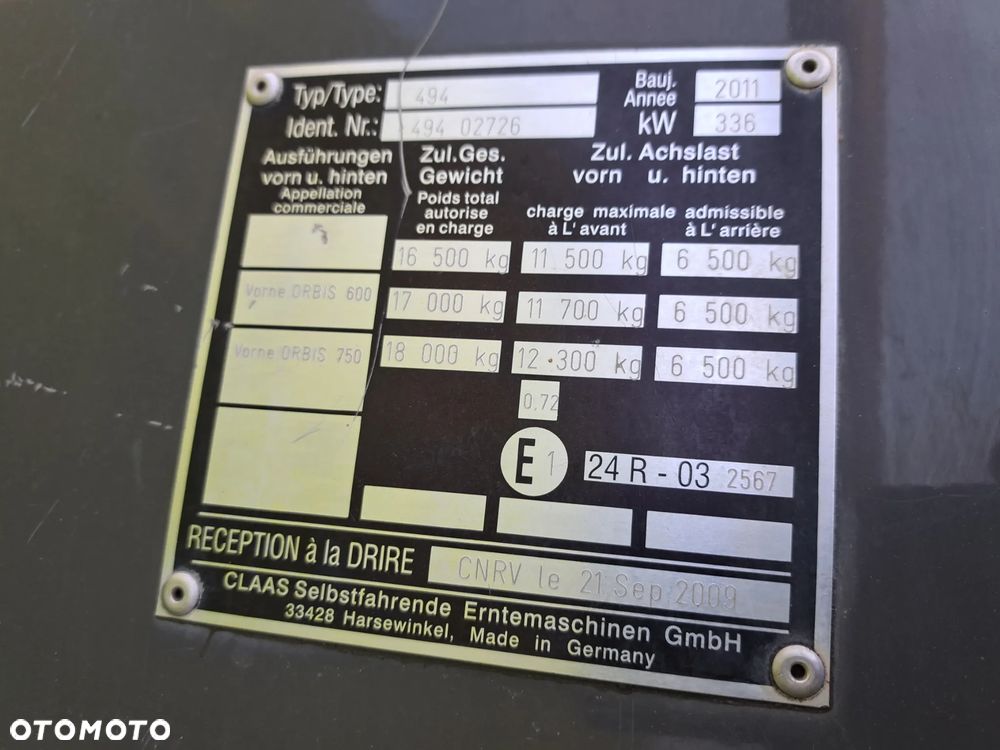 Typ/Type: 494 Bauj. Annee 2011
Ident. Nr.: 494 02726 kW 336
Ausführungen vorn u. hinten
Appellation commerciale
Zul.Ges. Gewicht
Poids total autorise en charge
Zul. Achslast
vorn u. hinten
charge maximale admissible
à L'avant à L'arrière
16 500 kg 11 500 kg 6 500 kg
Vorne ORBIS 600 17 000 kg 11 700 kg 6 500 kg
Vorne ORBIS 750 18 000 kg 12 300 kg 6 500 kg
0,72
E 1 24 R - 03 2567
RECEPTION à la DRIRE CNRV le 21 Sep 2009
CLAAS Selbstfahrende Erntemaschinen GmbH
33428 Harsewinkel, Made in Germany
OTOMOTO